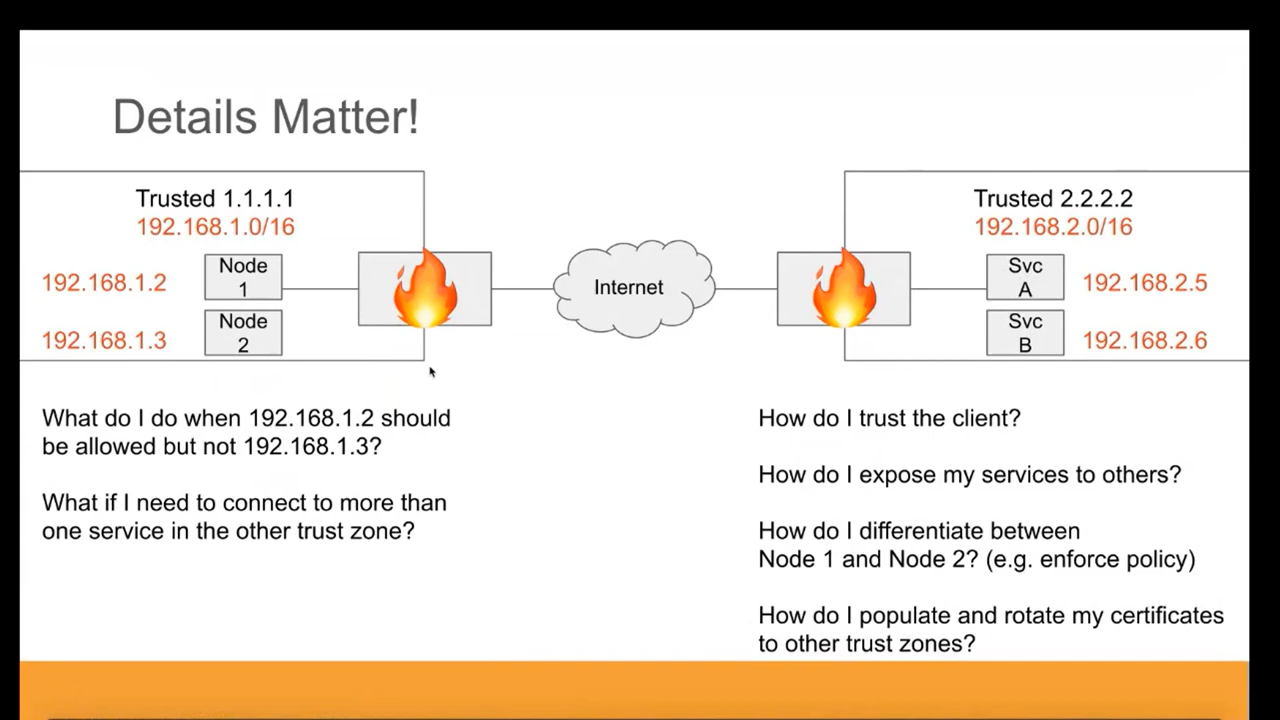 Details Matter!
Trusted 1.1.1.1
192.168.1.0/16
192.168.1.2
Node
1
192.168.1.3
Node
2
Internet
Trusted 2.2.2.2
192.168.2.0/16
Svc
A
192.168.2.5
Svc
B
192.168.2.6
What do I do when 192.168.1.2 should
be allowed but not 192.168.1.3?
What if I need to connect to more than
one service in the other trust zone?
How do I trust the client?
How do I expose my services to others?
How do I differentiate between
Node 1 and Node 2? (e.g. enforce policy)
How do I populate and rotate my certificates
to other trust zones?